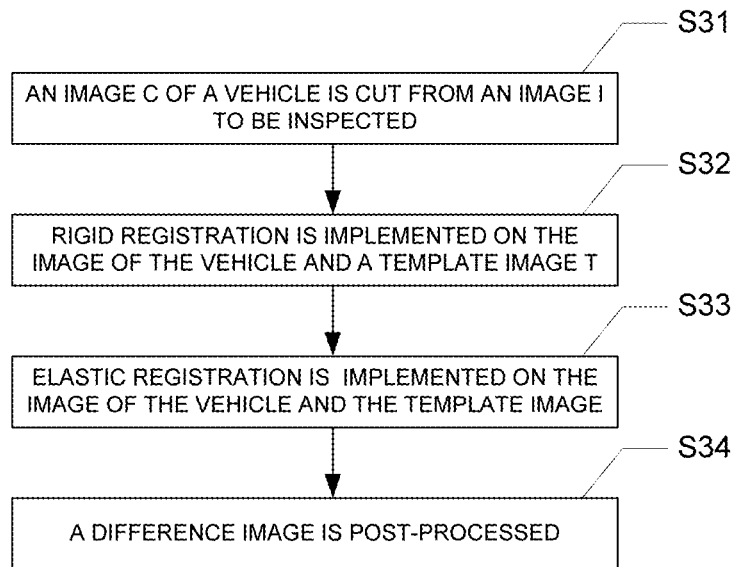 S31
AN IMAGE C OF A VEHICLE IS CUT FROM AN IMAGE I
TO BE INSPECTED
S32
RIGID REGISTRATION IS IMPLEMENTED ON THE
IMAGE OF THE VEHICLE AND A TEMPLATE IMAGE T
S33
ELASTIC REGISTRATION IS IMPLEMENTED ON THE
IMAGE OF THE VEHICLE AND THE TEMPLATE IMAGE
S34
A DIFFERENCE IMAGE IS POST-PROCESSED